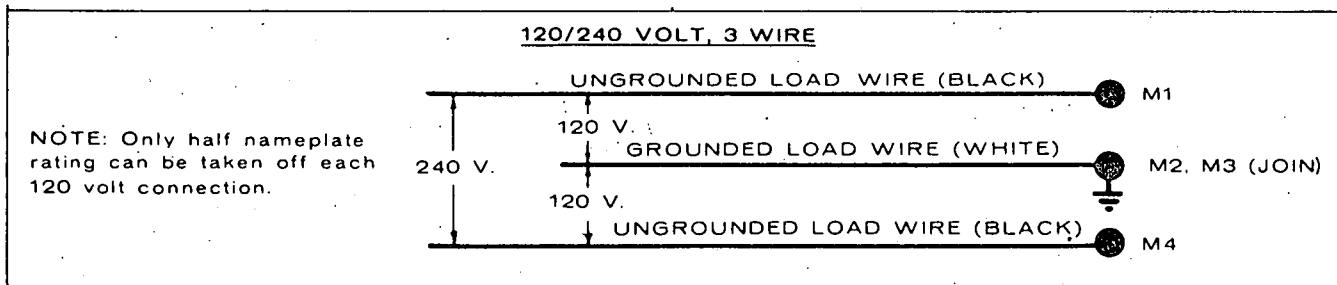 120/240 VOLT, 3 WIRE
UNGROUNDED LOAD WIRE (BLACK)
M1
120 V.
NOTE: Only half nameplate
rating can be taken off each
120 volt connection.
240 V.
GROUNDED LOAD WIRE (WHITE)
M2, M3 (JOIN)
120 V.
UNGROUNDED LOAD WIRE (BLACK)
M4